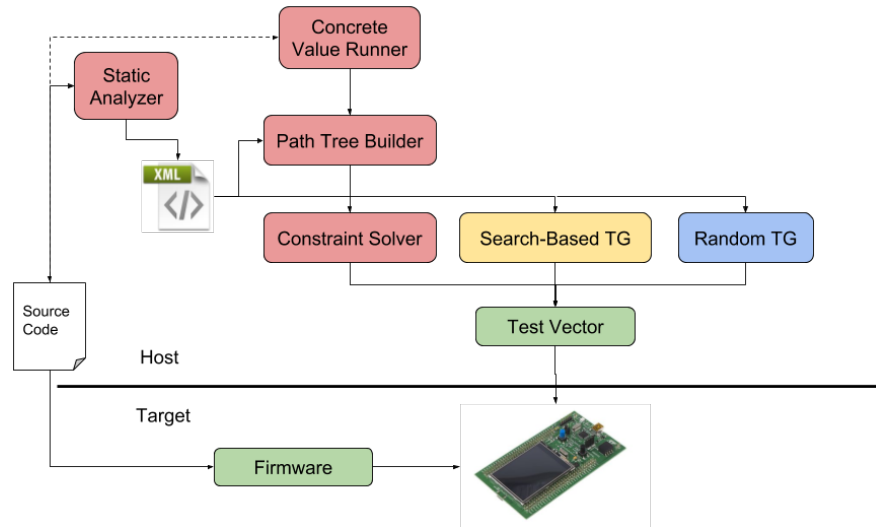 Concrete
Value Runner
Static
Analyzer
Path Tree Builder
XML
</>
Constraint Solver
Search-Based TG
Random TG
Source
Code
Test Vector
Host
Target
Firmware